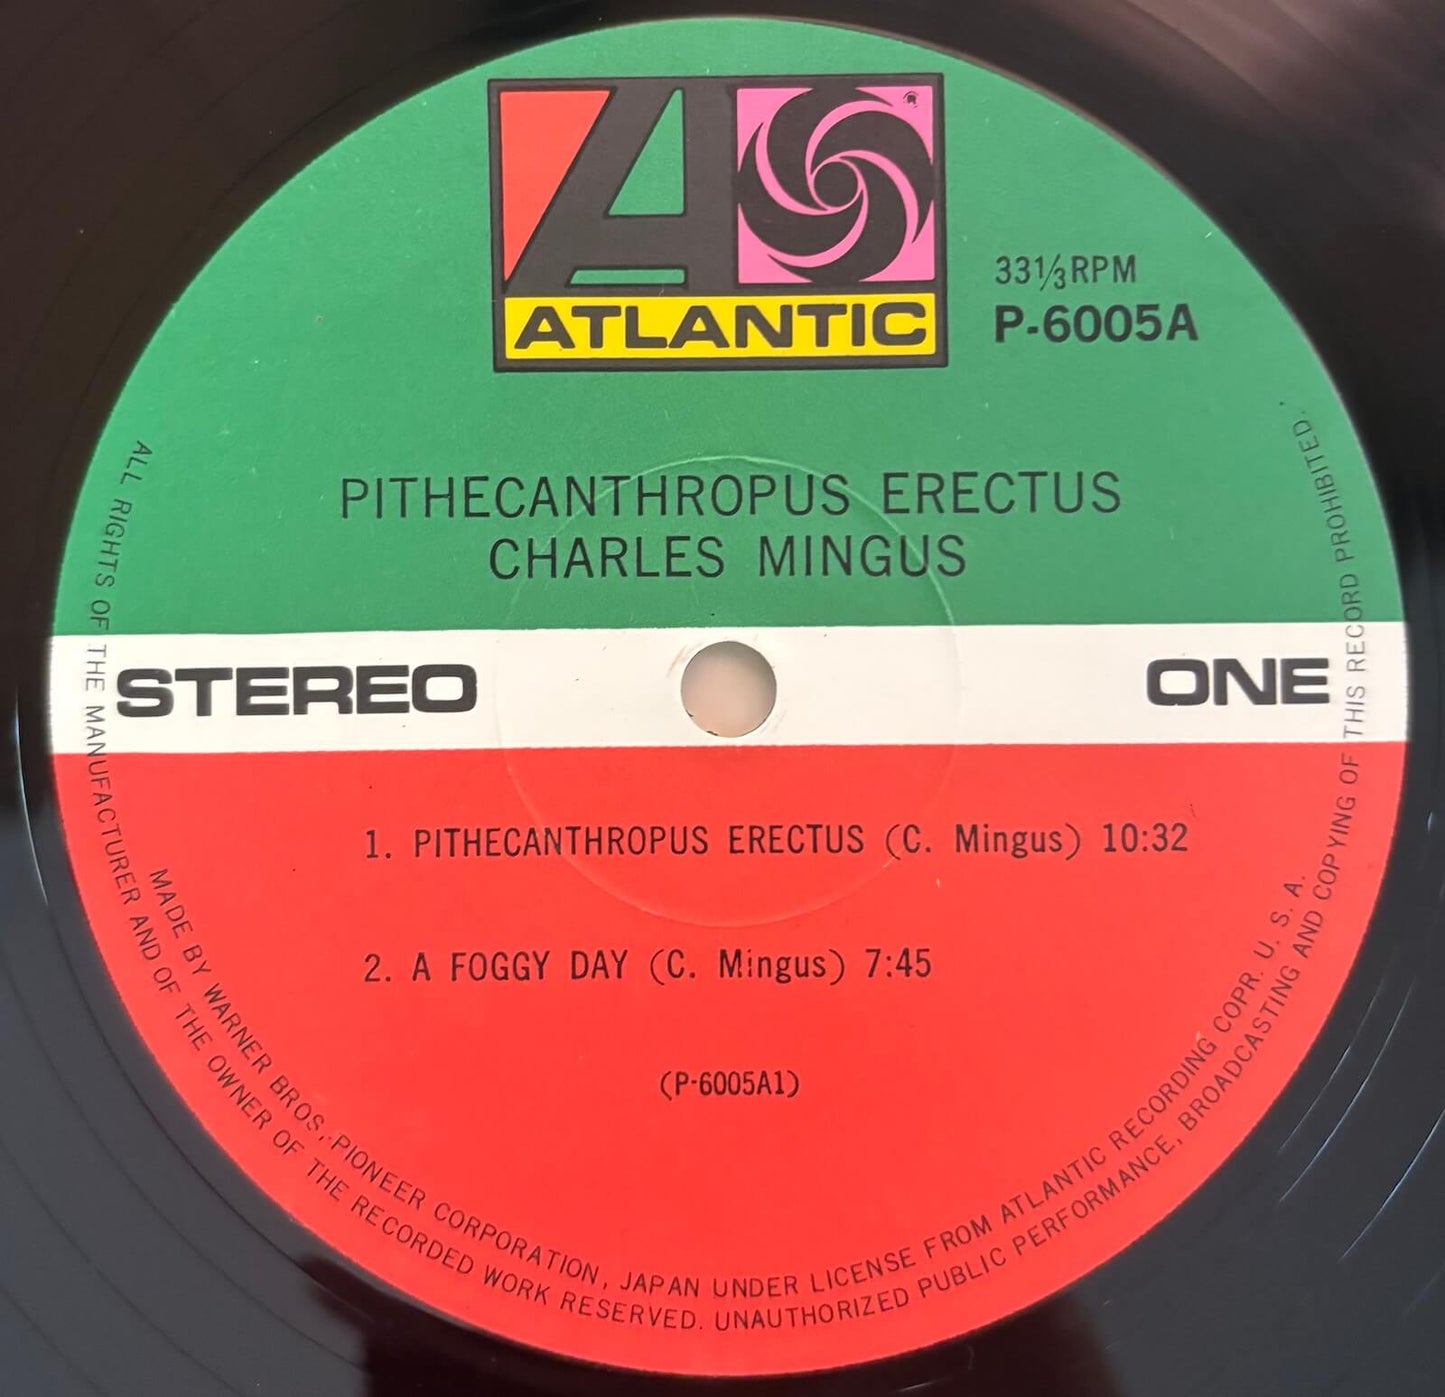 ATLANTIC
33⅓RPM
P-6005A
PITHECANTHROPUS ERECTUS
CHARLES MINGUS
STEREO
ONE
1. PITHECANTHROPUS ERECTUS (C. Mingus) 10:32
2. A FOGGY DAY (C. Mingus) 7:45
(P-6005A1)
MADE BY WARNER BROS.-PIONEER CORPORATION, JAPAN UNDER LICENSE FROM ATLANTIC RECORDING COPR. U. S. A.
ALL RIGHTS OF THE MANUFACTURER AND OF THE OWNER OF THE RECORDED WORK RESERVED. UNAUTHORIZED PUBLIC PERFORMANCE, BROADCASTING AND COPYING OF THIS RECORD PROHIBITED.